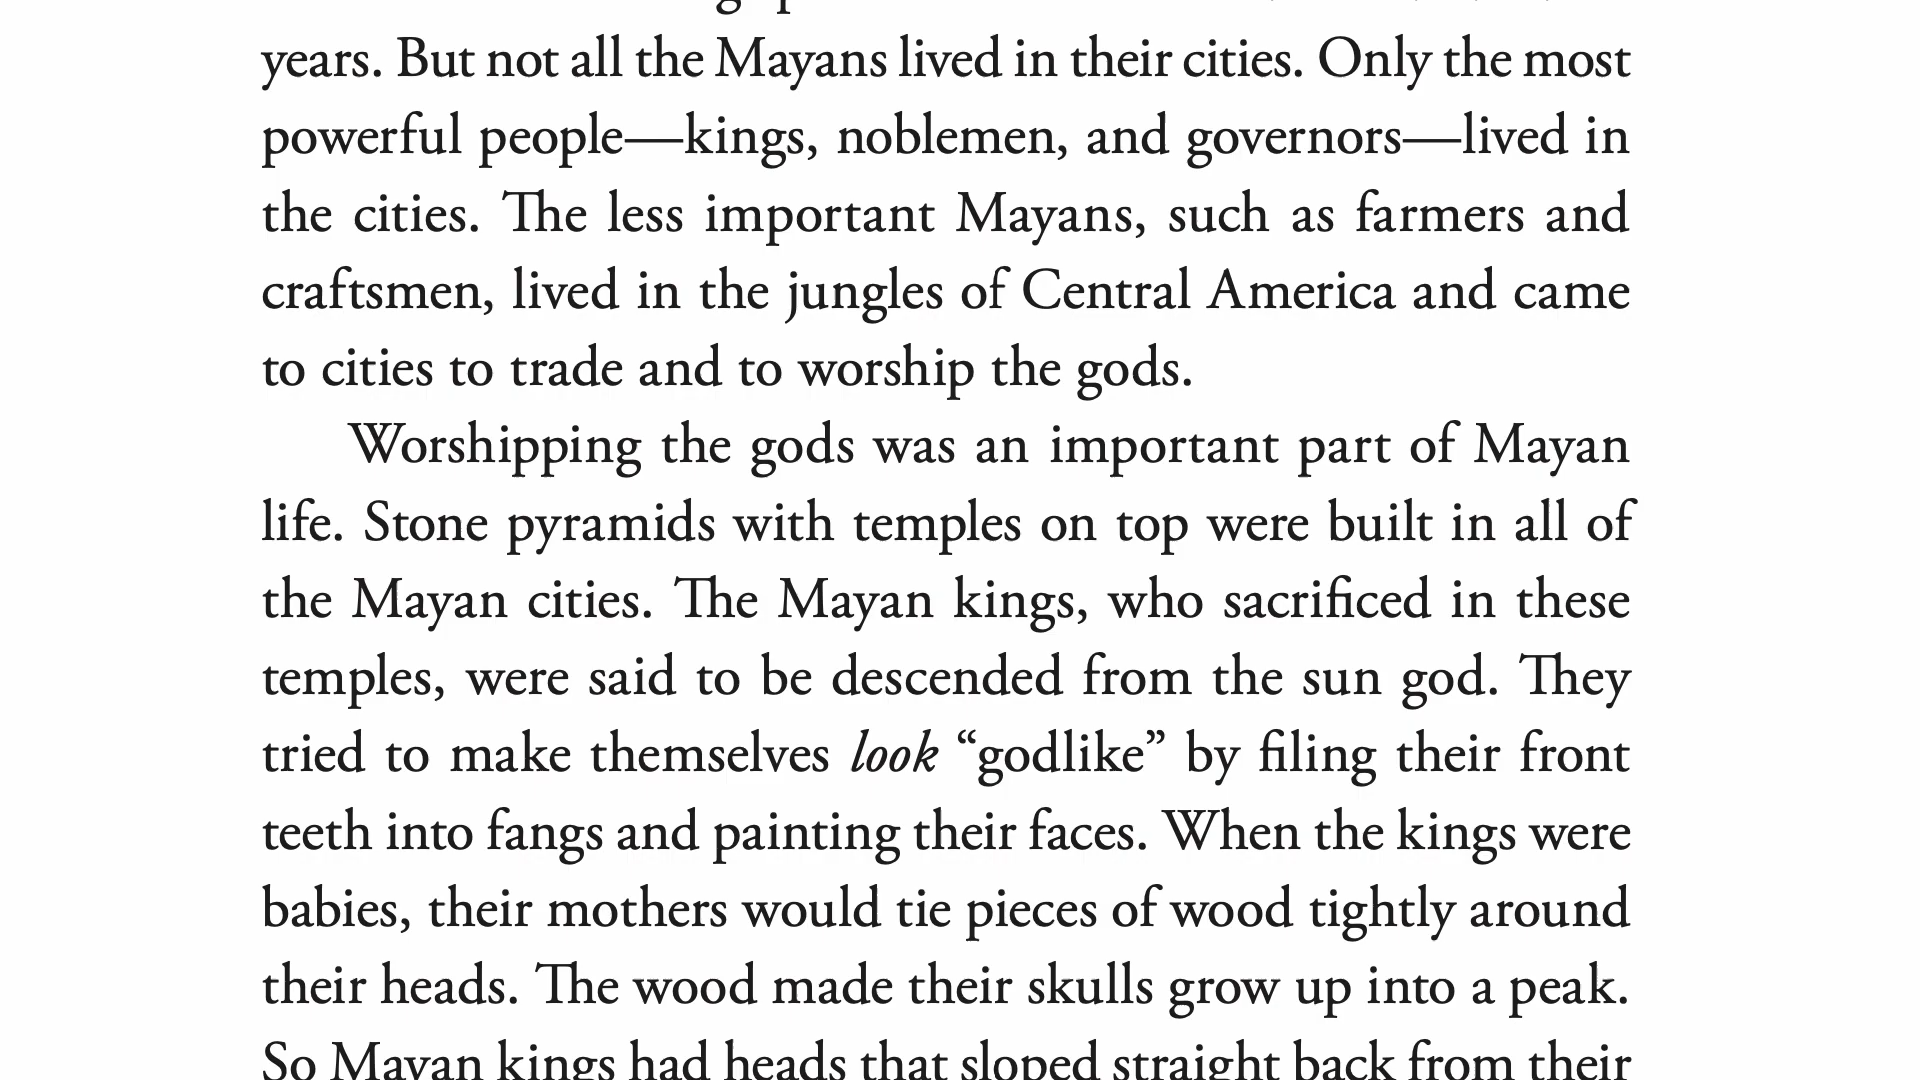 years. But not all the Mayans lived in their cities. Only the most
powerful people—kings, noblemen, and governors—lived in
the cities. The less important Mayans, such as farmers and
craftsmen, lived in the jungles of Central America and came
to cities to trade and to worship the gods.
Worshipping the gods was an important part of Mayan
life. Stone pyramids with temples on top were built in all of
the Mayan cities. The Mayan kings, who sacrificed in these
temples, were said to be descended from the sun god. They
tried to make themselves look “godlike” by filing their front
teeth into fangs and painting their faces. When the kings were
babies, their mothers would tie pieces of wood tightly around
their heads. The wood made their skulls grow up into a peak.
So Mayan kings had heads that sloped straight back from their